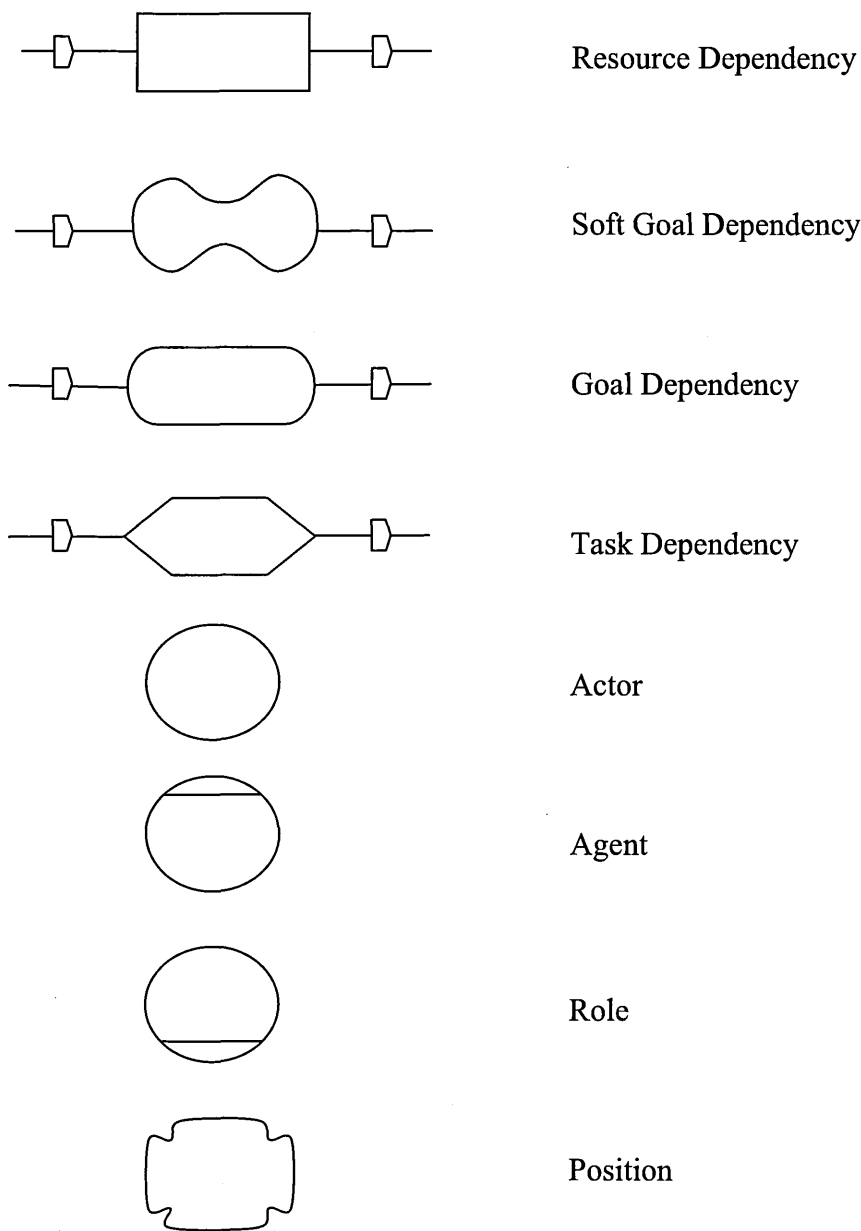 Resource Dependency
Soft Goal Dependency
Goal Dependency
Task Dependency
Actor
Agent
Role
Position